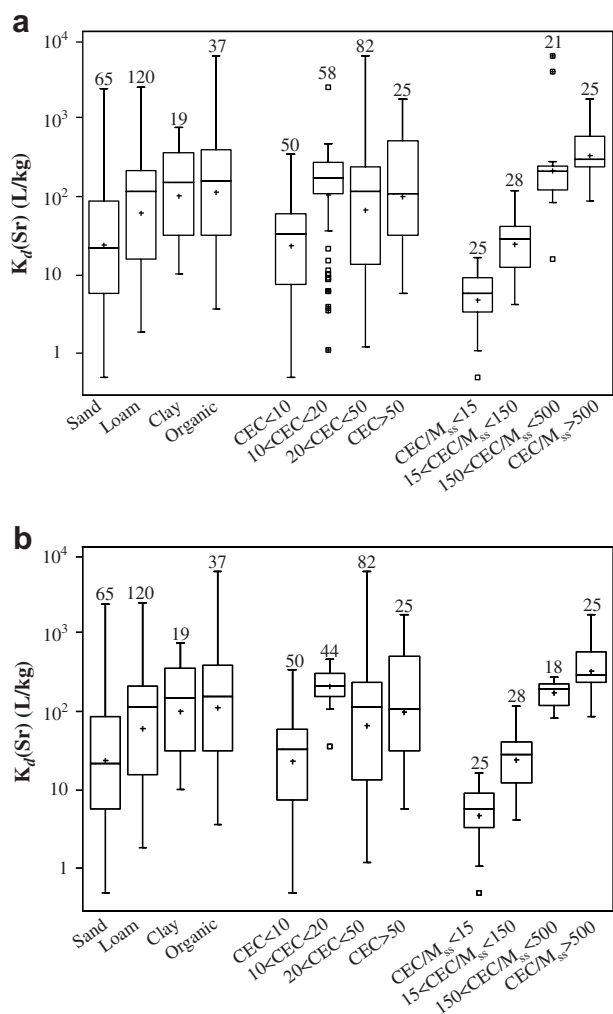 a
10⁴
10³
10²
10
1
K_d(Sr) (L/kg)
65
120
19
37
50
58
82
25
25
28
21
25
Sand
Loam
Clay
Organic
CEC<10
10<CEC<20
20<CEC<50
CEC>50
CEC/M_ss<15
15<CEC/M_ss<150
150<CEC/M_ss<500
CEC/M_ss>500
b
10⁴
10³
10²
10
1
K_d(Sr) (L/kg)
65
120
19
37
50
44
82
25
25
28
18
25
Sand
Loam
Clay
Organic
CEC<10
10<CEC<20
20<CEC<50
CEC>50
CEC/M_ss<15
15<CEC/M_ss<150
150<CEC/M_ss<500
CEC/M_ss>500